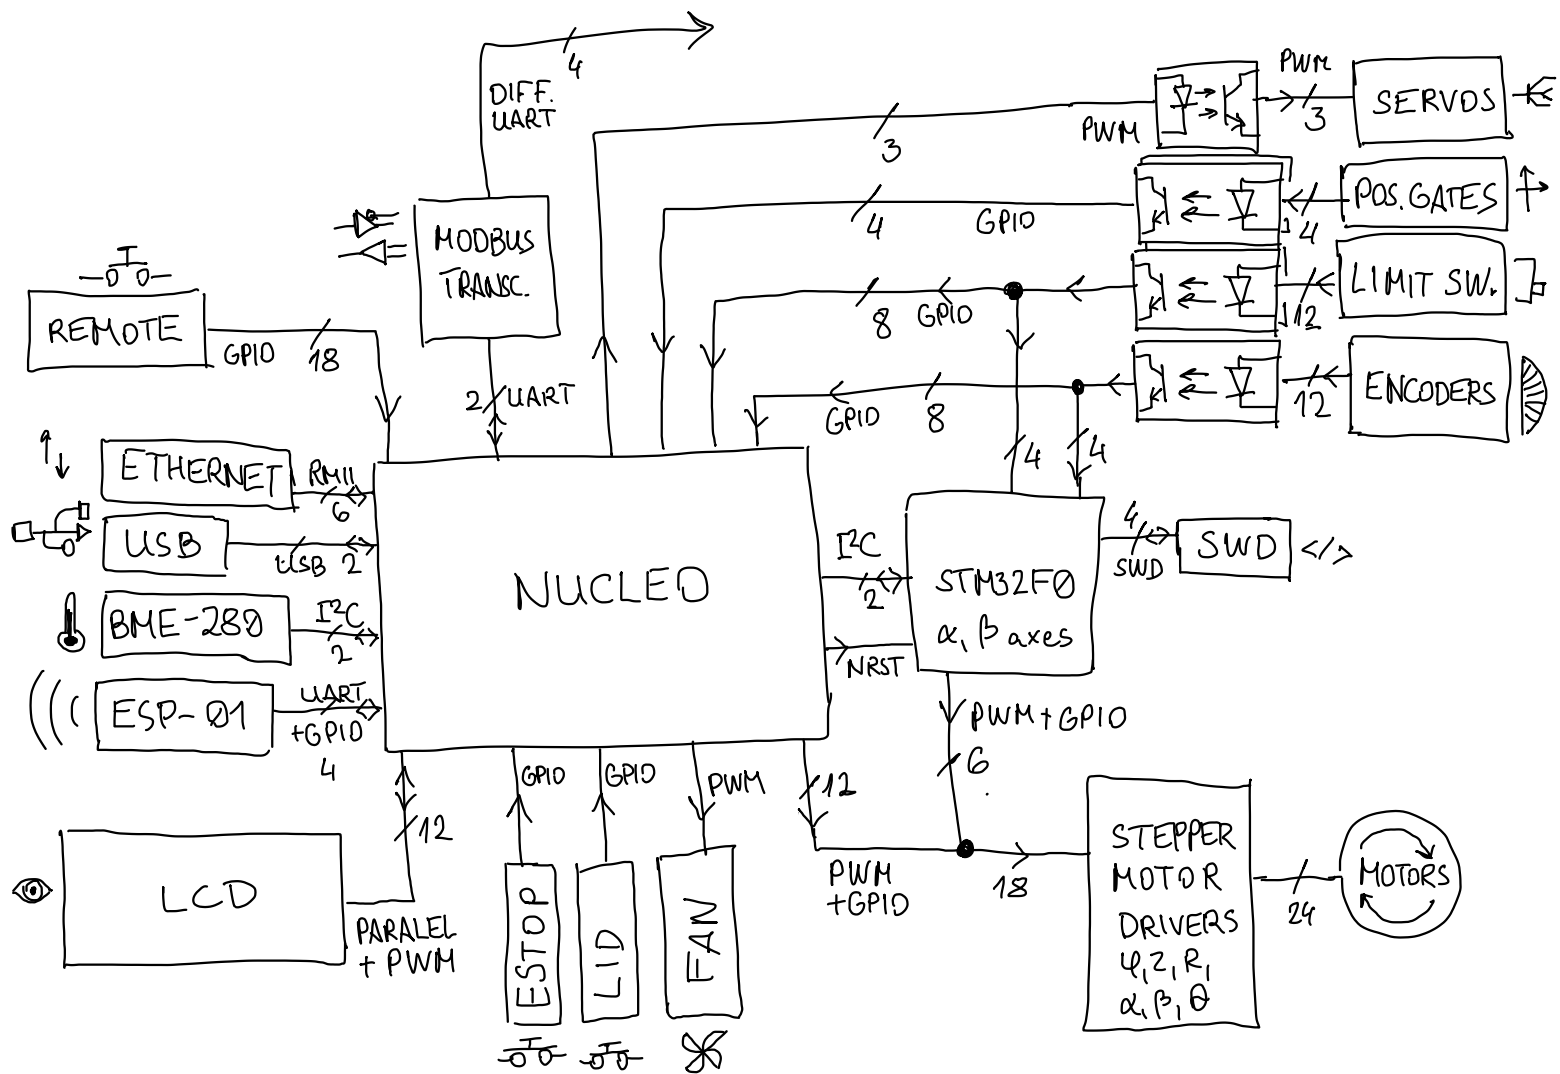 4
DIFF.
UART
PWM
3
SERVOS
3
PWM
4
GPIO
4
POS. GATES
MODBUS
TRANSC.
8
GPIO
12
LIMIT SW.
REMOTE
GPIO
18
2
UART
GPIO
8
12
ENCODERS
4
4
ETHERNET
RMII
6
USB
USB
2
BME-280
I²C
2
ESP-01
UART
+GPIO
4
NUCLEO
I²C
2
NRST
STM32F0
α, β axes
4
SWD
SWD
</>
PWM+GPIO
6
GPIO
GPIO
PWM
12
12
LCD
PARALEL
+ PWM
ESTOP
LID
FAN
PWM
+GPIO
18
STEPPER
MOTOR
DRIVERS
φ, Z, R,
α, β, θ
24
MOTORS